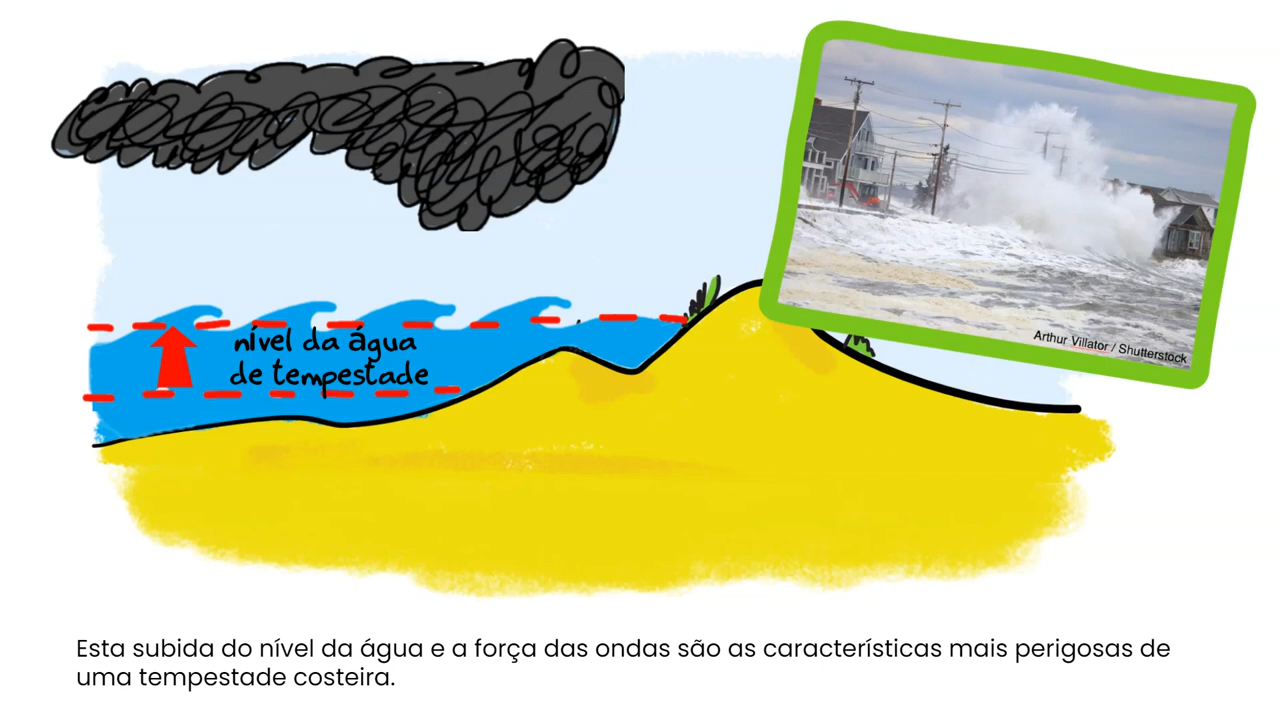 nível da água
de tempestade
Arthur Villator / Shutterstock
Esta subida do nível da água e a força das ondas são as características mais perigosas de
uma tempestade costeira.